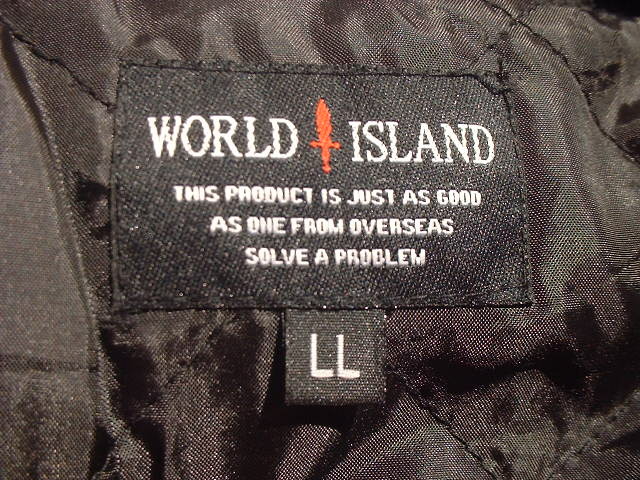 WORLD ISLAND
THIS PRODUCT IS JUST AS GOOD
AS ONE FROM OVERSEAS
SOLVE A PROBLEM
LL